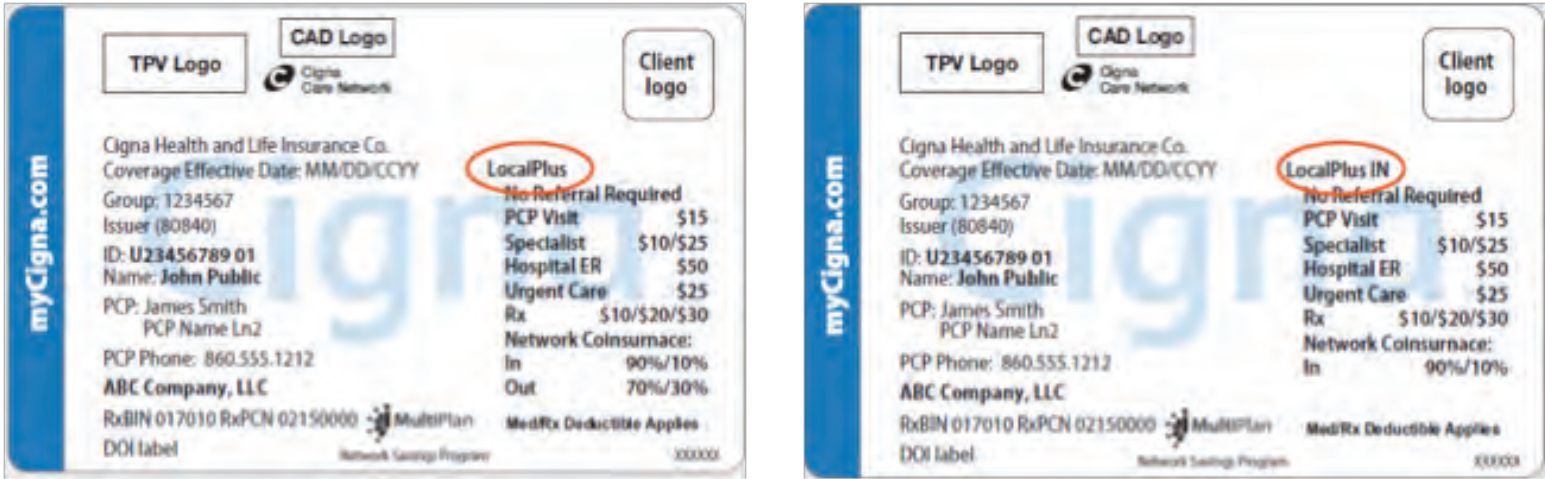 myCigna.com
TPV Logo
CAD Logo
Cigna
Care Network
Client
logo
Cigna Health and Life Insurance Co.
Coverage Effective Date: MM/DD/CCYY
Group: 1234567
Issuer (80840)
ID: U23456789 01
Name: John Public
PCP: James Smith
PCP Name Ln2
PCP Phone: 860.555.1212
ABC Company, LLC
RxBIN 017010 RxPCN 02150000
MultiPlan
DOI label
Network Savings Program
LocalPlus
No Referral Required
PCP Visit $15
Specialist $10/$25
Hospital ER $50
Urgent Care $25
Rx $10/$20/$30
Network Coinsurnace:
In 90%/10%
Out 70%/30%
Med/Rx Deductible Applies
XXXXXX
Cigna
myCigna.com
TPV Logo
CAD Logo
Cigna
Care Network
Client
logo
Cigna Health and Life Insurance Co.
Coverage Effective Date: MM/DD/CCYY
Group: 1234567
Issuer (80840)
ID: U23456789 01
Name: John Public
PCP: James Smith
PCP Name Ln2
PCP Phone: 860.555.1212
ABC Company, LLC
RxBIN 017010 RxPCN 02150000
MultiPlan
DOI label
Network Savings Program
LocalPlus IN
No Referral Required
PCP Visit $15
Specialist $10/$25
Hospital ER $50
Urgent Care $25
Rx $10/$20/$30
Network Coinsurnace:
In 90%/10%
Med/Rx Deductible Applies
XXXXXX
Cigna